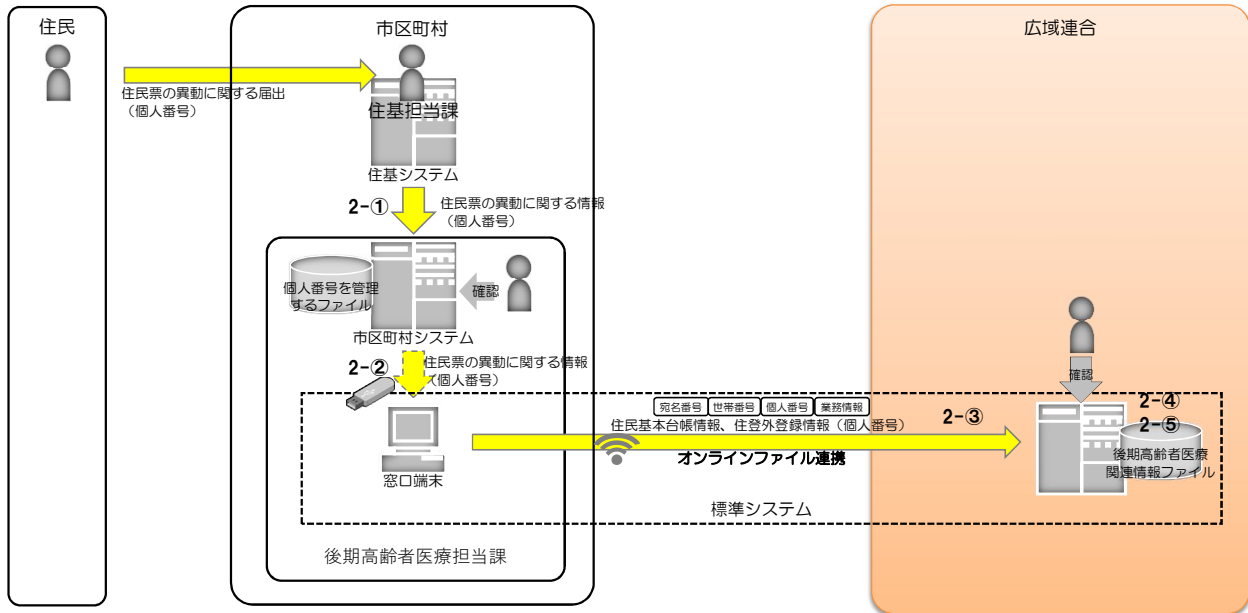 住民
市区町村
広域連合
住民票の異動に関する届出
（個人番号）
住基担当課
住基システム
2-①
住民票の異動に関する情報
（個人番号）
個人番号を管理
するファイル
確認
市区町村システム
2-②
住民票の異動に関する情報
（個人番号）
確認
宛名番号 世帯番号 個人番号 業務情報
住民基本台帳情報、住登外登録情報（個人番号）
2-③
オンラインファイル連携
2-④
2-⑤
後期高齢者医療
関連情報ファイル
窓口端末
標準システム
後期高齢者医療担当課